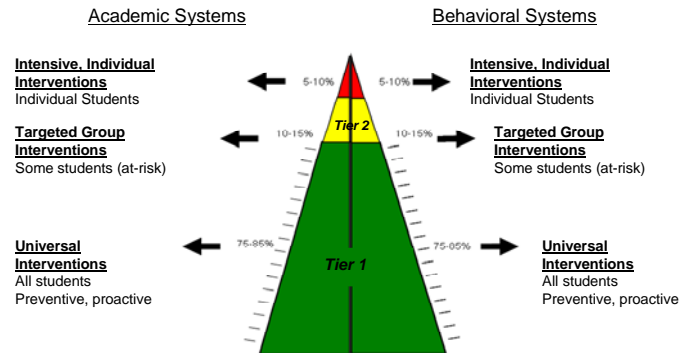 Academic Systems
Behavioral Systems
Intensive, Individual
Interventions
Individual Students
5-10%
5-10%
Intensive, Individual
Interventions
Individual Students
Targeted Group
Interventions
Some students (at-risk)
10-15%
Tier 2
10-15%
Targeted Group
Interventions
Some students (at-risk)
Universal
Interventions
All students
Preventive, proactive
75-85%
Tier 1
75-85%
Universal
Interventions
All students
Preventive, proactive